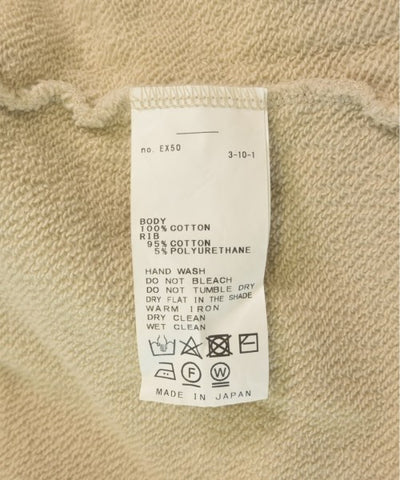 no. EX50 3-10-1
BODY
100% COTTON
RIB
95% COTTON
5% POLYURETHANE
HAND WASH
DO NOT BLEACH
DO NOT TUMBLE DRY
DRY FLAT IN THE SHADE
WARM IRON
DRY CLEAN
WET CLEAN
F W
MADE IN JAPAN